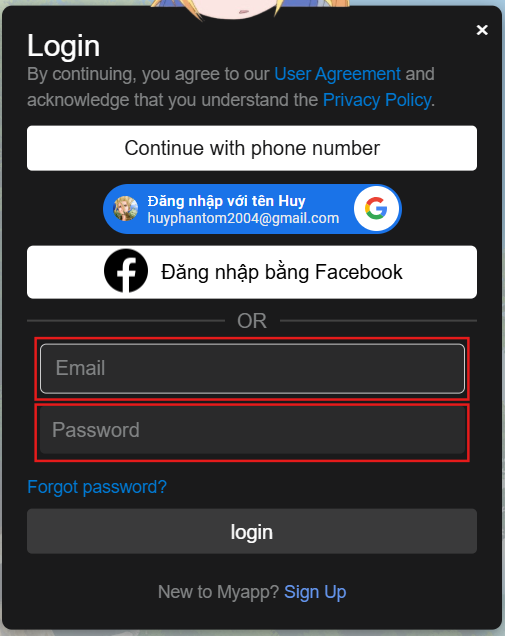 ×
Login
By continuing, you agree to our User Agreement and
acknowledge that you understand the Privacy Policy.
Continue with phone number
Đăng nhập với tên Huy
huyphantom2004@gmail.com
Đăng nhập bằng Facebook
OR
Email
Password
Forgot password?
login
New to Myapp? Sign Up